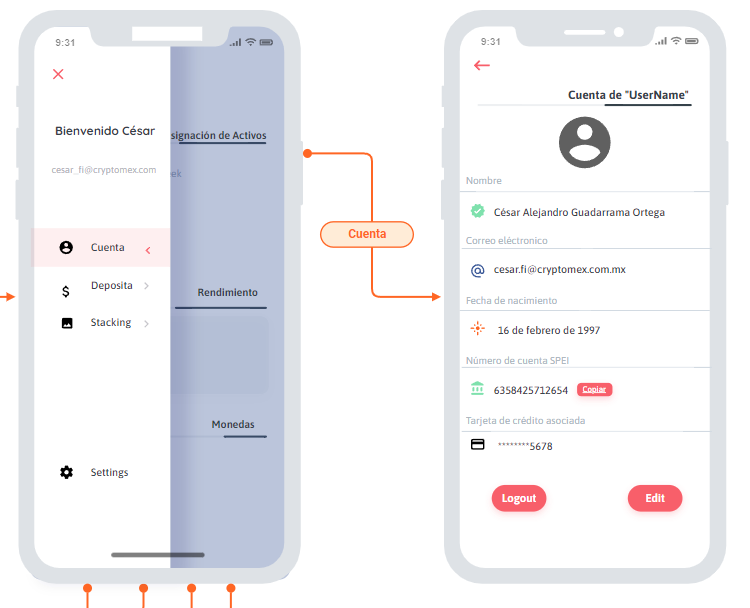 9:31
Bienvenido César
cesar_fi@cryptomex.com
Cuenta
Deposita
Stacking
Settings
signación de Activos
eek
Rendimiento
Monedas
Cuenta
9:31
Cuenta de "UserName"
Nombre
César Alejandro Guadarrama Ortega
Correo eléctronico
cesar.fi@cryptomex.com.mx
Fecha de nacimiento
16 de febrero de 1997
Número de cuenta SPEI
6358425712654 Copiar
Tarjeta de crédito asociada
********5678
Logout Edit